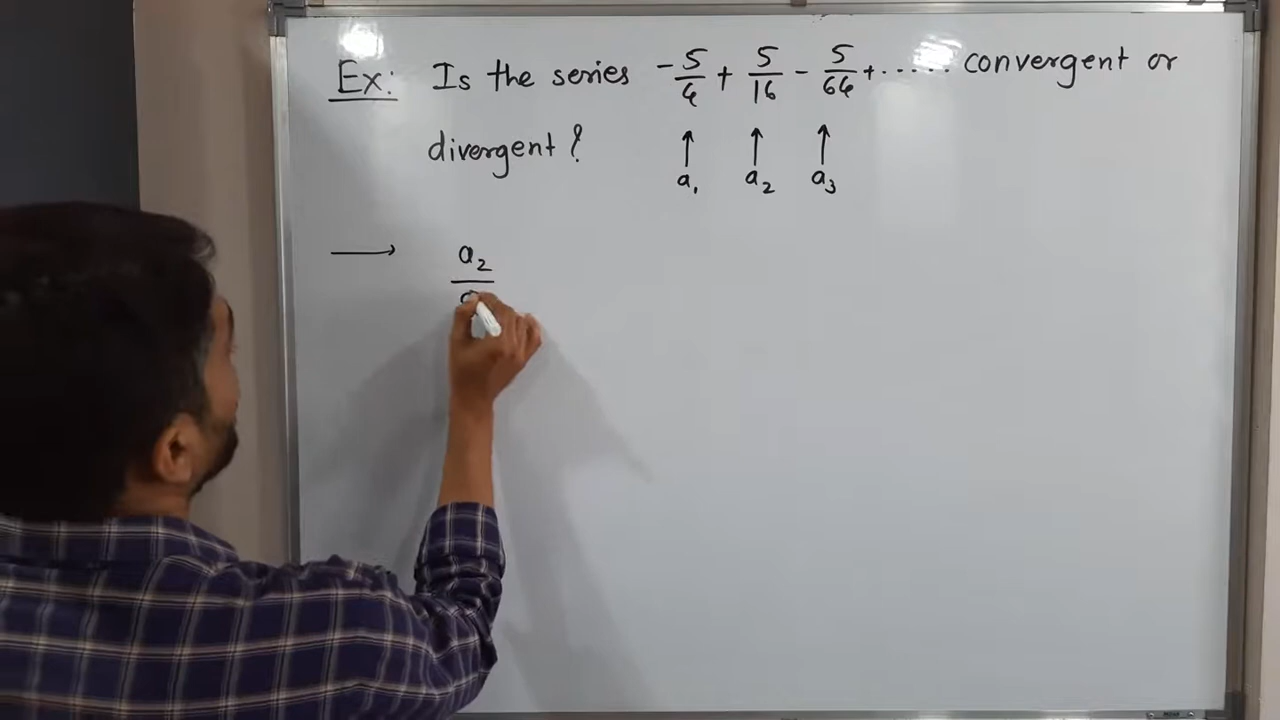 Ex: Is the series -5/4 + 5/16 - 5/64 + ..... convergent or
divergent?
↑ ↑ ↑
a₁ a₂ a₃
→ a₂